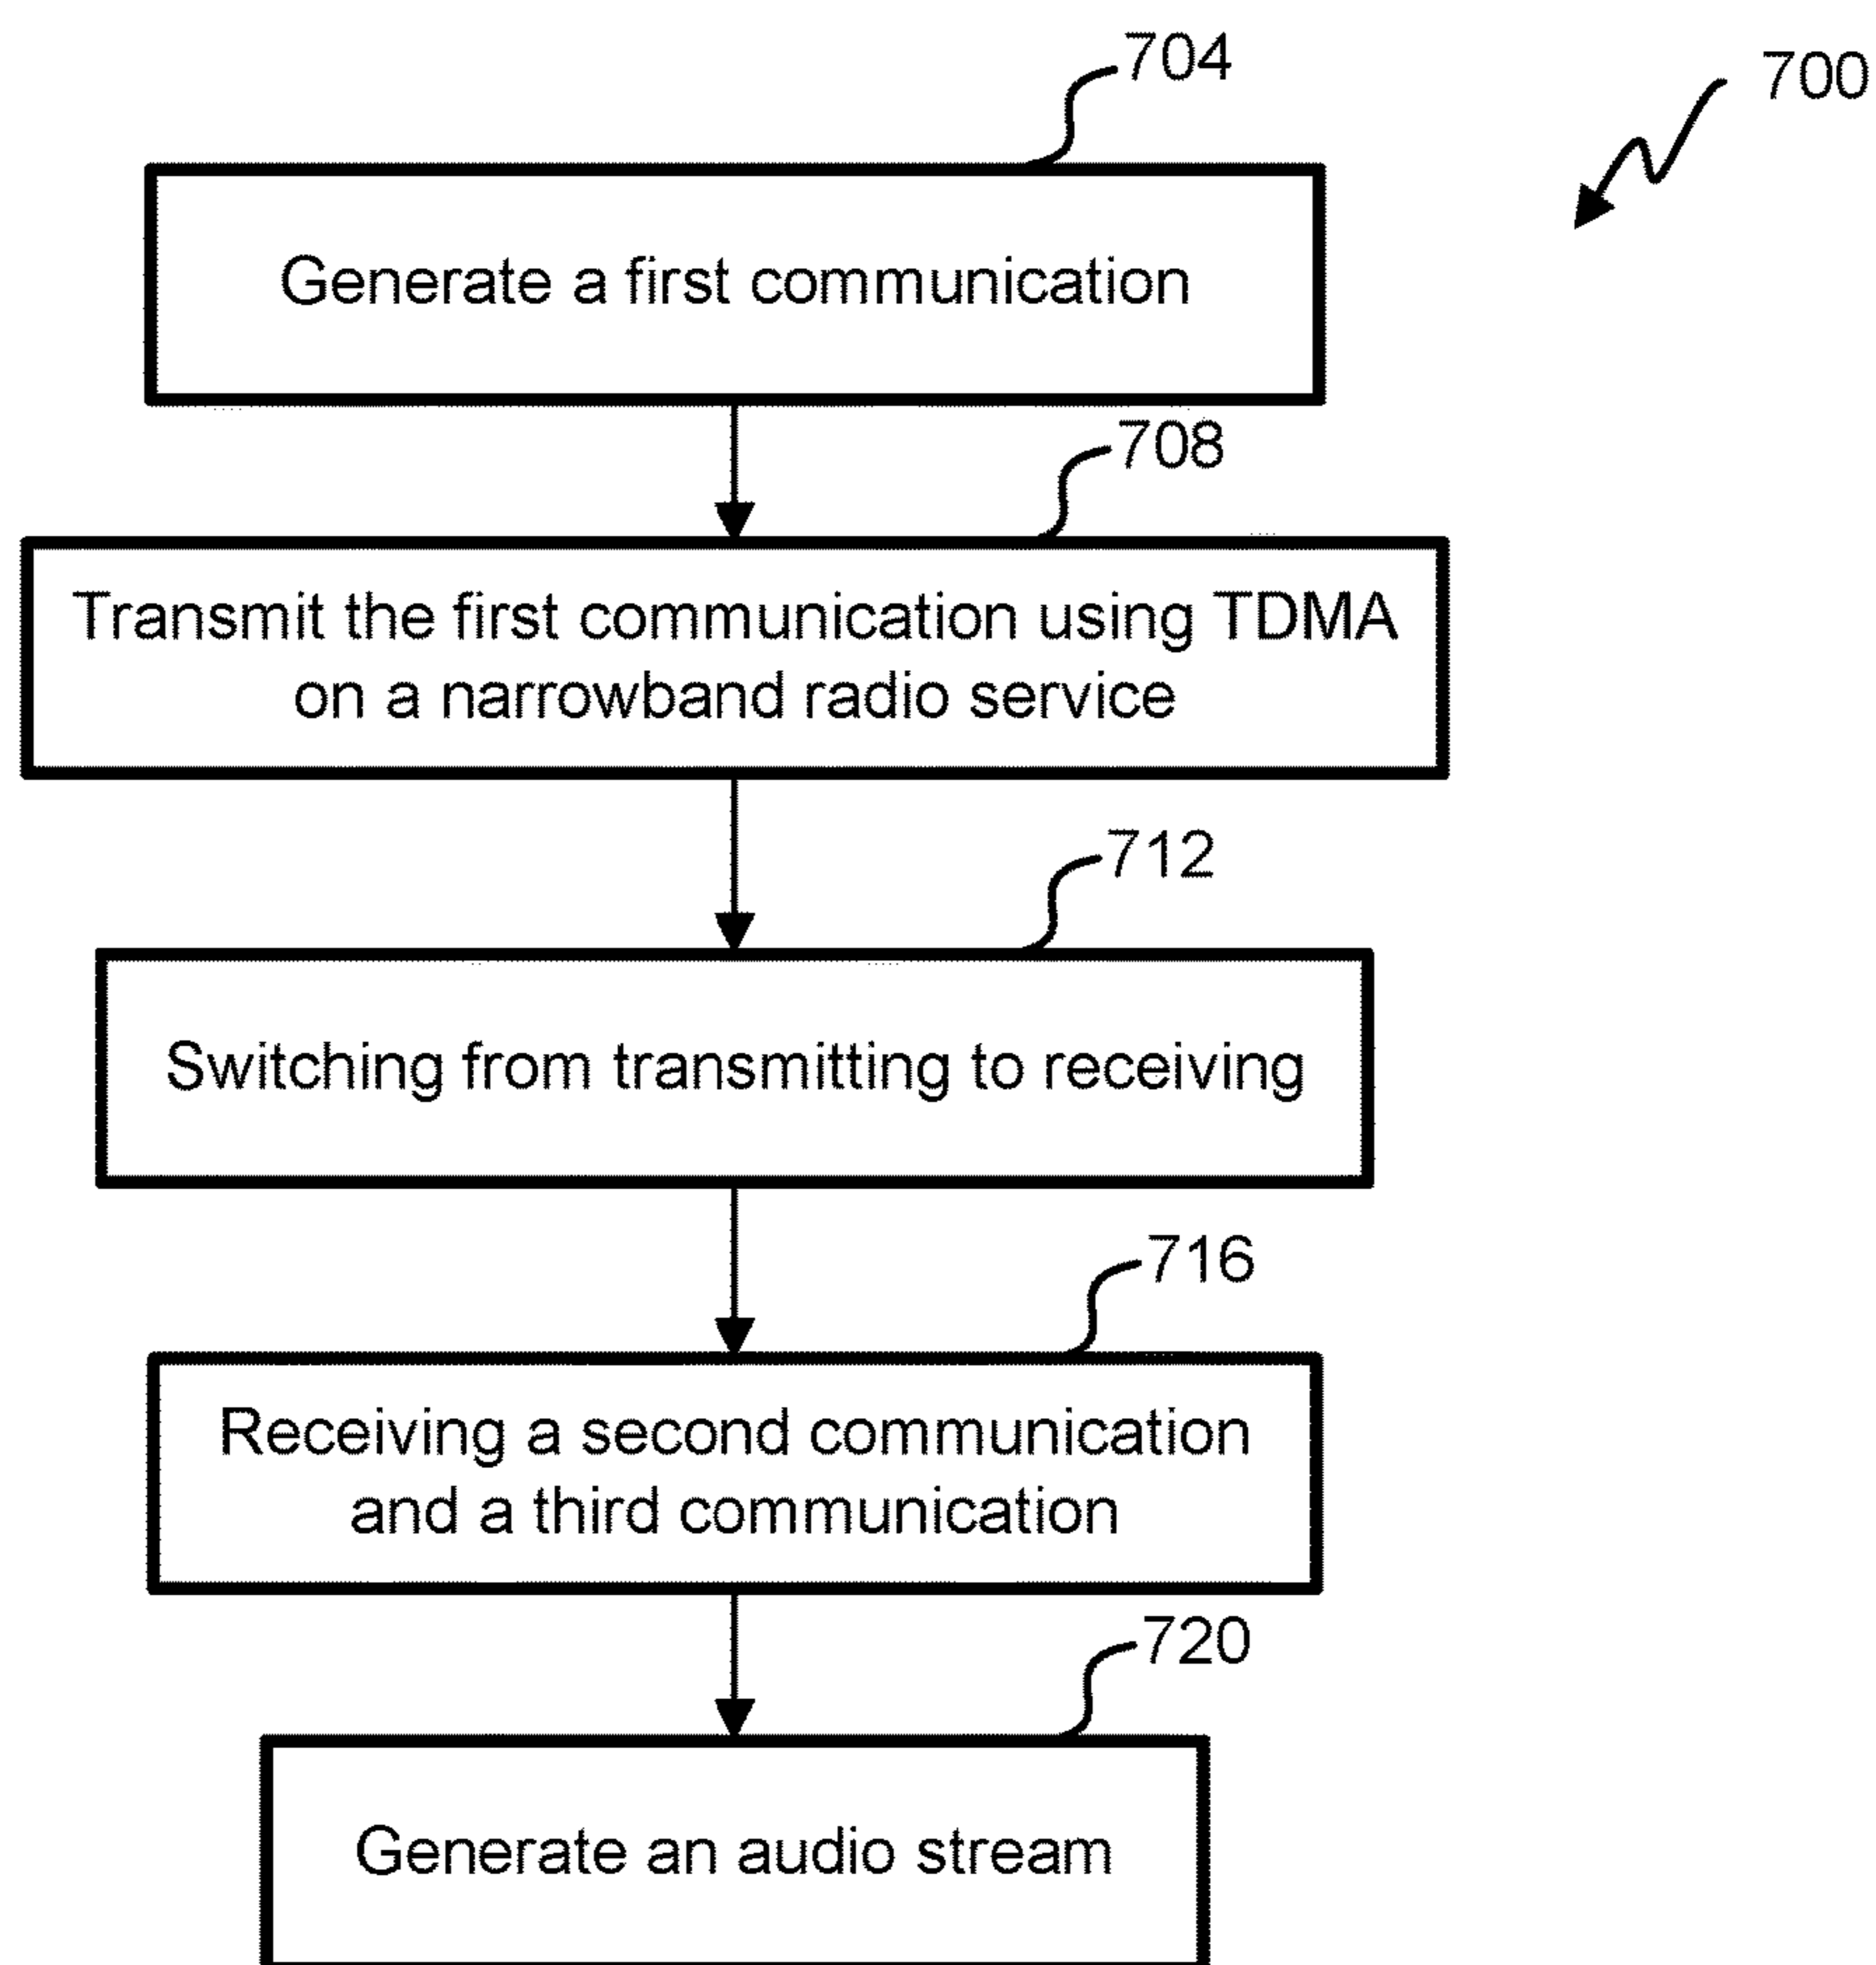 704
700
Generate a first communication
708
Transmit the first communication using TDMA
on a narrowband radio service
712
Switching from transmitting to receiving
716
Receiving a second communication
and a third communication
720
Generate an audio stream